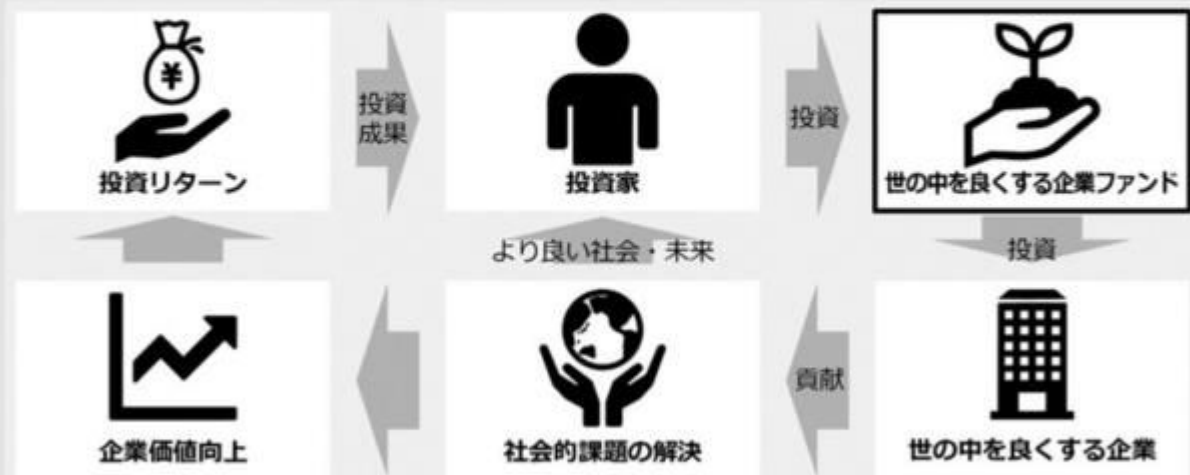 ¥
投資
成果
投資
投資リターン
投資家
世の中を良くする企業ファンド
より良い社会・未来
投資
貢献
企業価値向上
社会的課題の解決
世の中を良くする企業